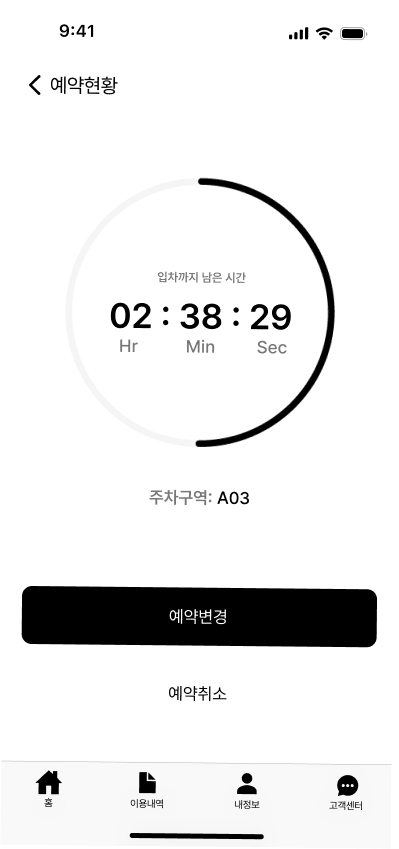 9:41
예약현황
입차까지 남은 시간
02 : 38 : 29
Hr Min Sec
주차구역: A03
예약변경
예약취소
홈 이용내역 내정보 고객센터